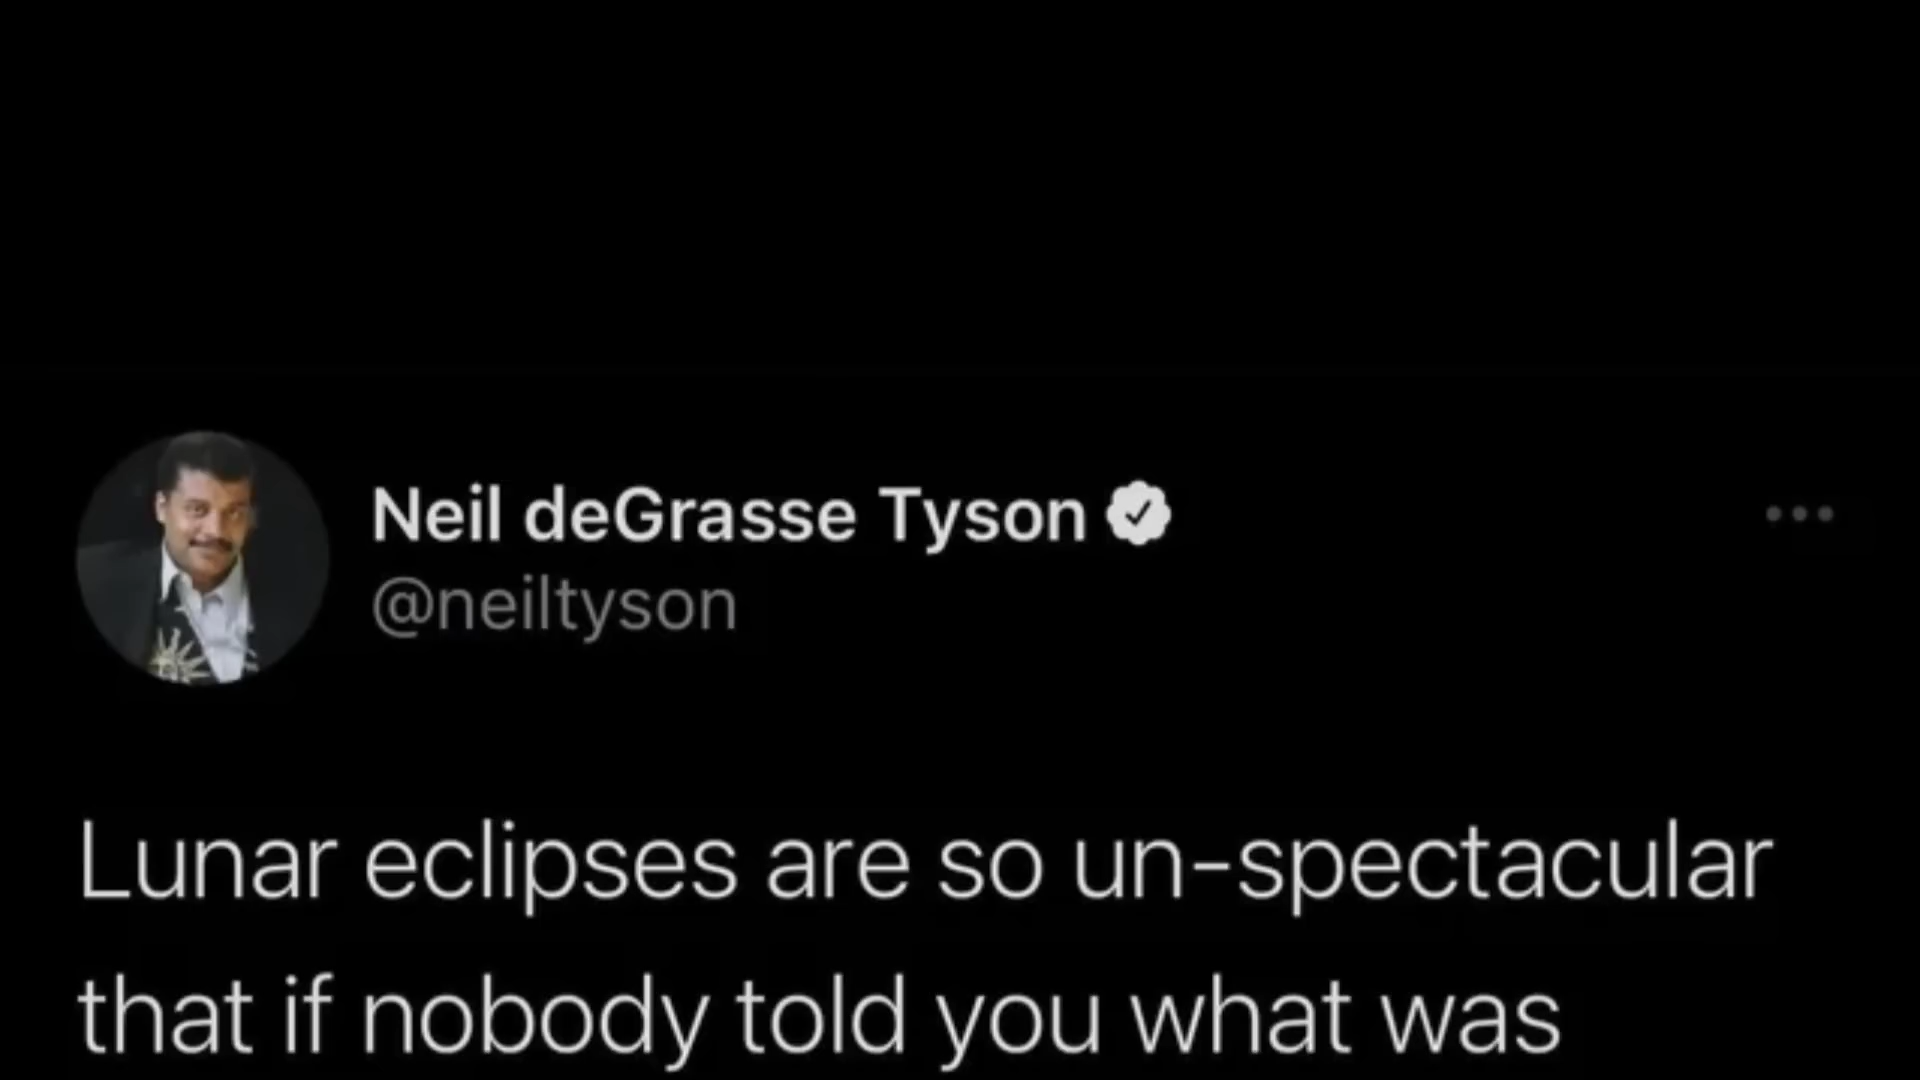 Neil deGrasse Tyson
@neiltyson
Lunar eclipses are so un-spectacular
that if nobody told you what was